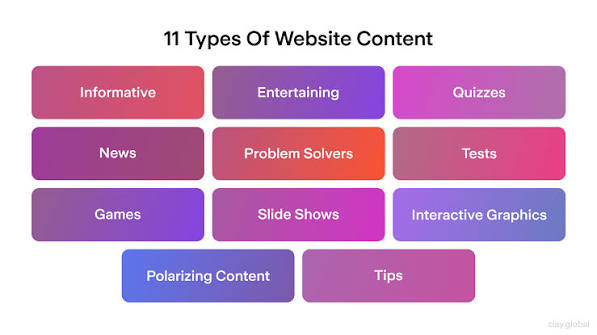 11 Types Of Website Content
Informative
Entertaining
Quizzes
News
Problem Solvers
Tests
Games
Slide Shows
Interactive Graphics
Polarizing Content
Tips
clay.global